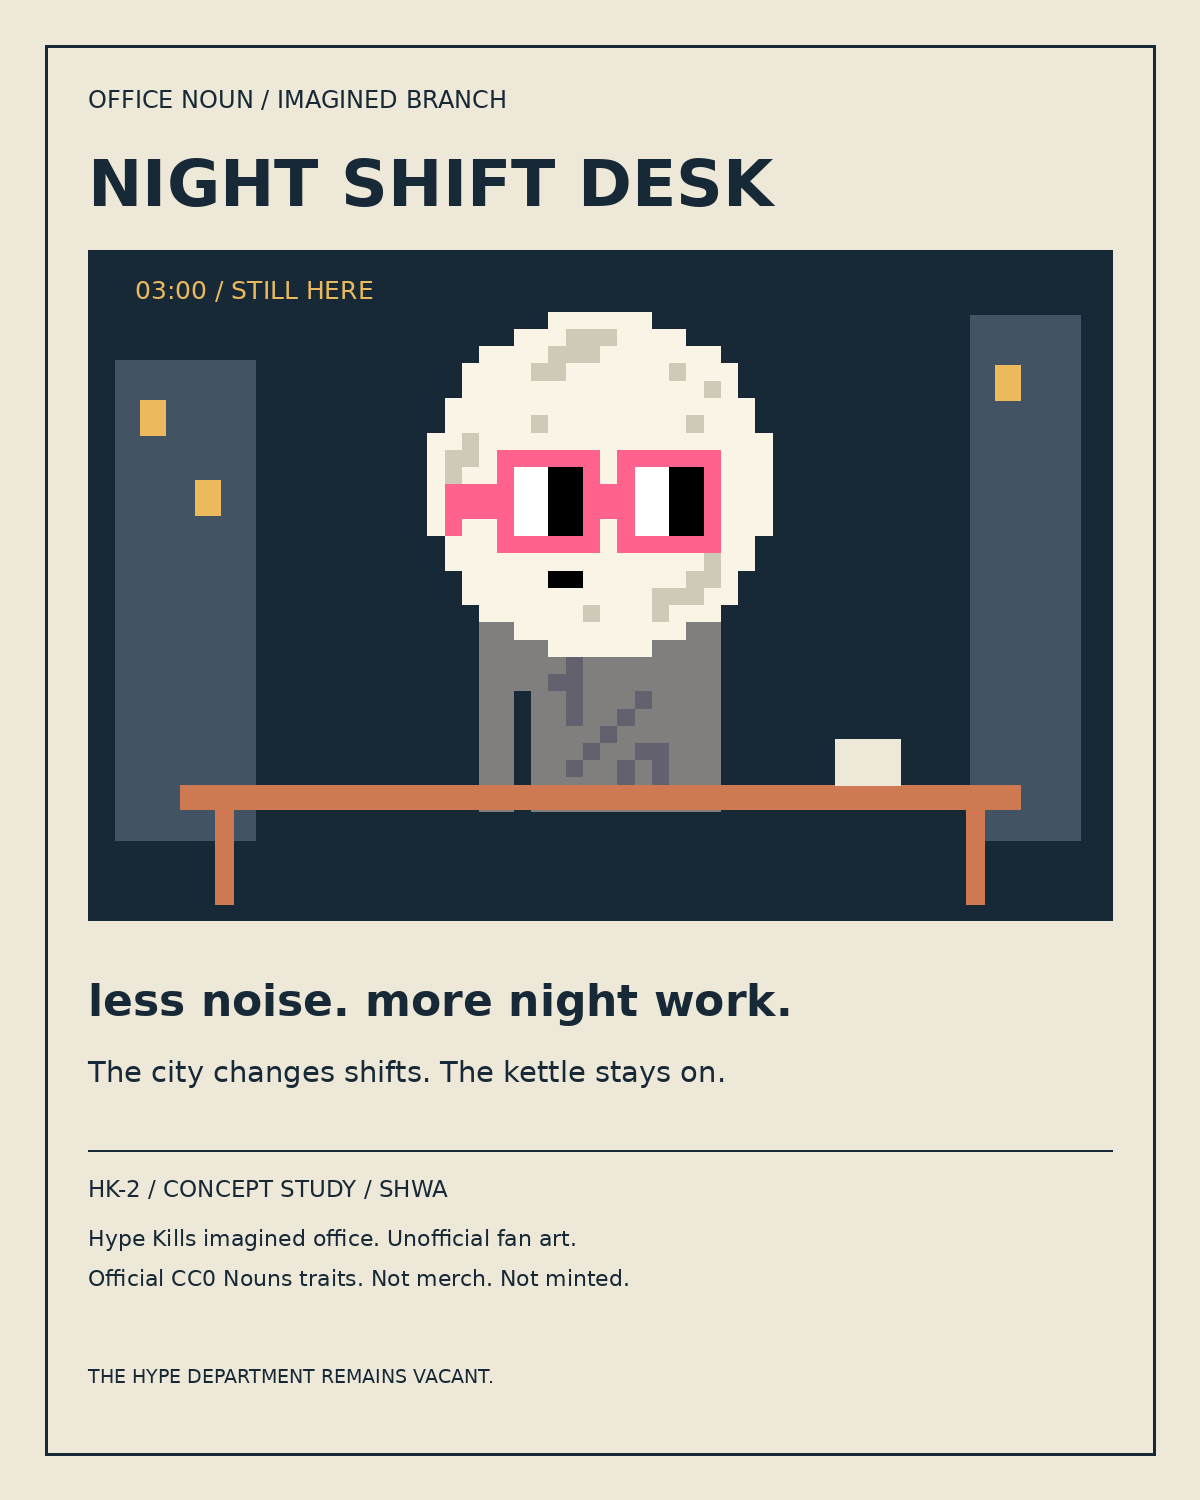 OFFICE NOUN / IMAGINED BRANCH
NIGHT SHIFT DESK
03:00 / STILL HERE
less noise. more night work.
The city changes shifts. The kettle stays on.
HK-2 / CONCEPT STUDY / SHWA
Hype Kills imagined office. Unofficial fan art.
Official CC0 Nouns traits. Not merch. Not minted.
THE HYPE DEPARTMENT REMAINS VACANT.